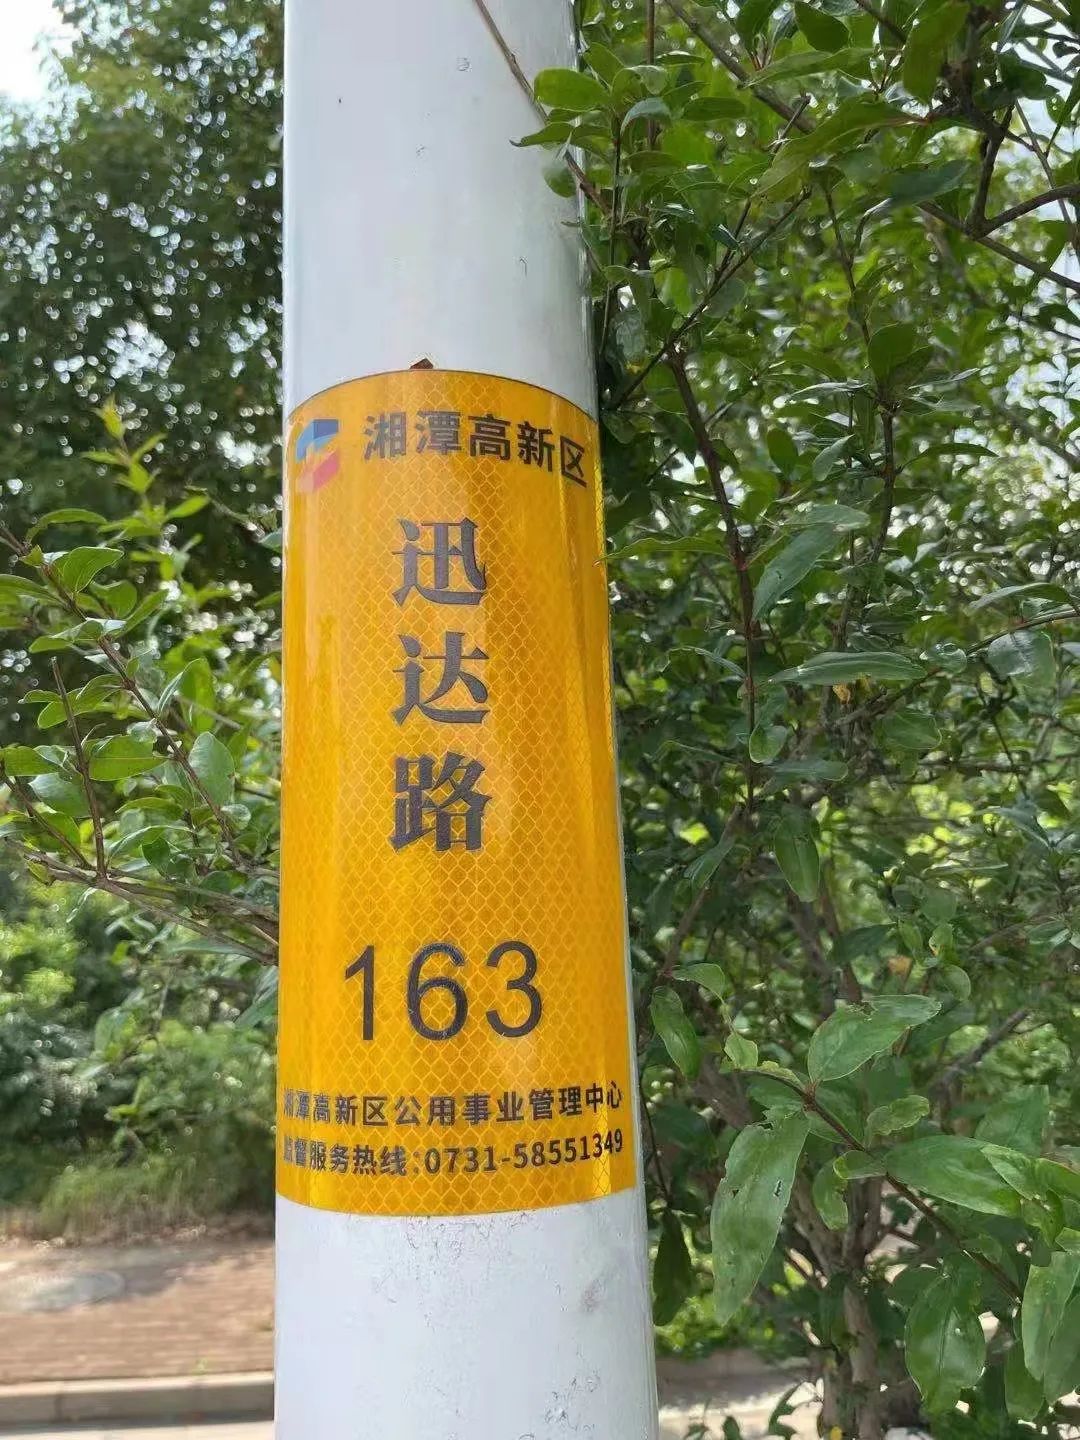 湘潭高新区
迅达路
163
湘潭高新区公用事业管理中心
监督服务热线:0731-58551349